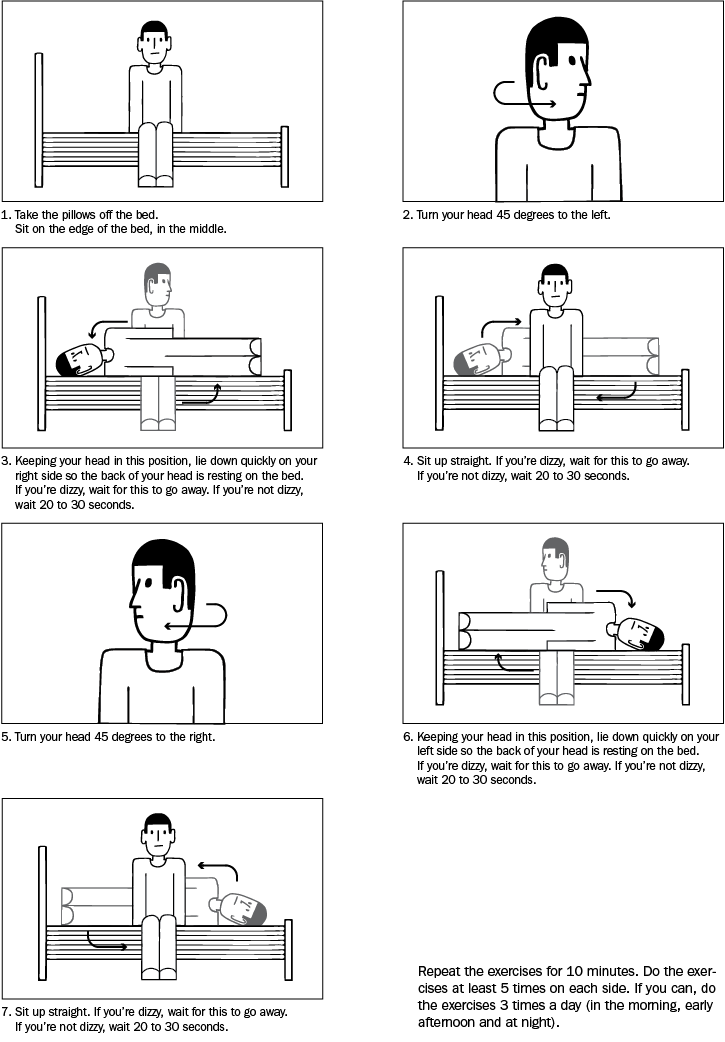 1. Take the pillows off the bed.
Sit on the edge of the bed, in the middle.
2. Turn your head 45 degrees to the left.
3. Keeping your head in this position, lie down quickly on your
right side so the back of your head is resting on the bed.
If you’re dizzy, wait for this to go away. If you’re not dizzy,
wait 20 to 30 seconds.
4. Sit up straight. If you’re dizzy, wait for this to go away.
If you’re not dizzy, wait 20 to 30 seconds.
5. Turn your head 45 degrees to the right.
6. Keeping your head in this position, lie down quickly on your
left side so the back of your head is resting on the bed.
If you’re dizzy, wait for this to go away. If you’re not dizzy,
wait 20 to 30 seconds.
7. Sit up straight. If you’re dizzy, wait for this to go away.
If you’re not dizzy, wait 20 to 30 seconds.
Repeat the exercises for 10 minutes. Do the exer-
cises at least 5 times on each side. If you can, do
the exercises 3 times a day (in the morning, early
afternoon and at night).